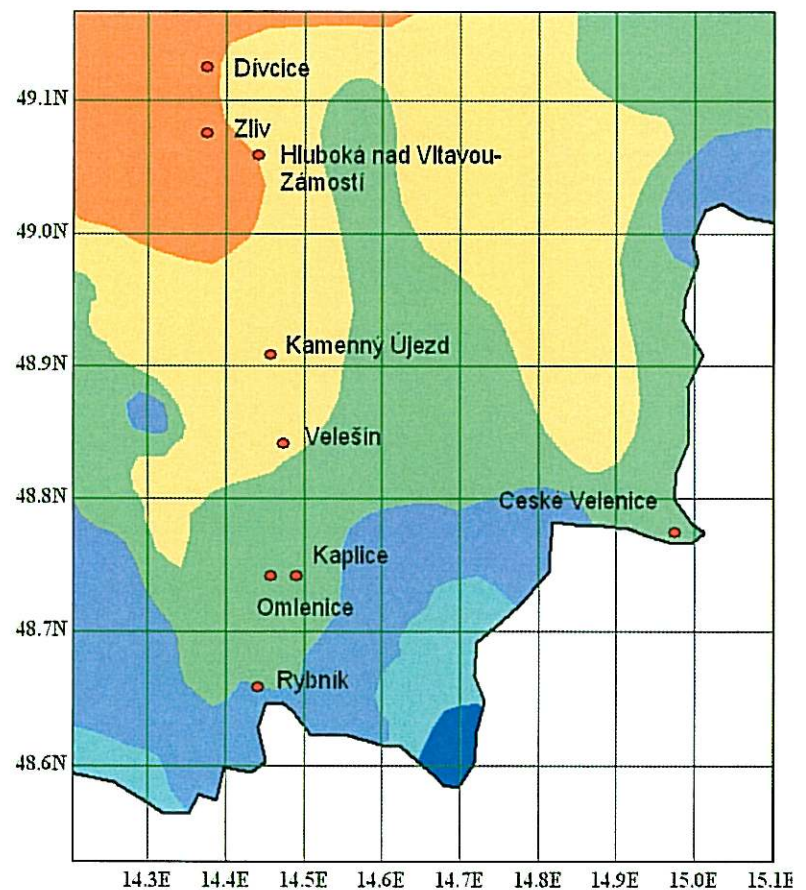 Dívcice
49.1N
Zliv
Hluboká nad Vltavou-
Zámostí
49.0N
Kamenný Újezd
48.9N
Velešín
48.8N
Ceské Velenice
Kaplice
Omlenice
48.7N
Rybník
48.6N
14.3E 14.4E 14.5E 14.6E 14.7E 14.8E 14.9E 15.0E 15.1E